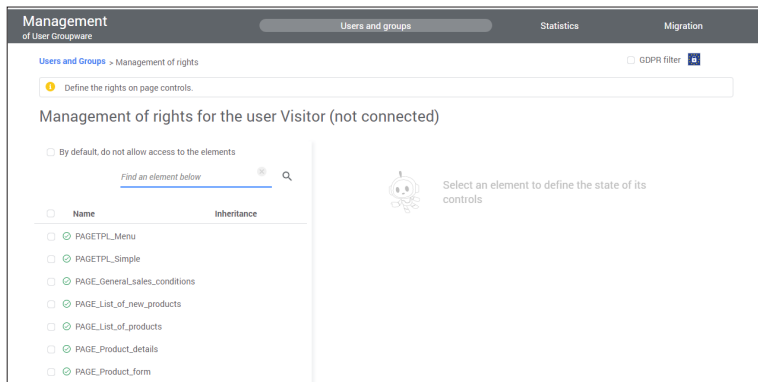 Management
of User Groupware
Users and groups
Statistics
Migration
Users and Groups > Management of rights
GDPR filter
Define the rights on page controls.
Management of rights for the user Visitor (not connected)
By default, do not allow access to the elements
Find an element below
Select an element to define the state of its
controls
Name Inheritance
PAGETPL_Menu
PAGETPL_Simple
PAGE_General_sales_conditions
PAGE_List_of_new_products
PAGE_List_of_products
PAGE_Product_details
PAGE_Product_form